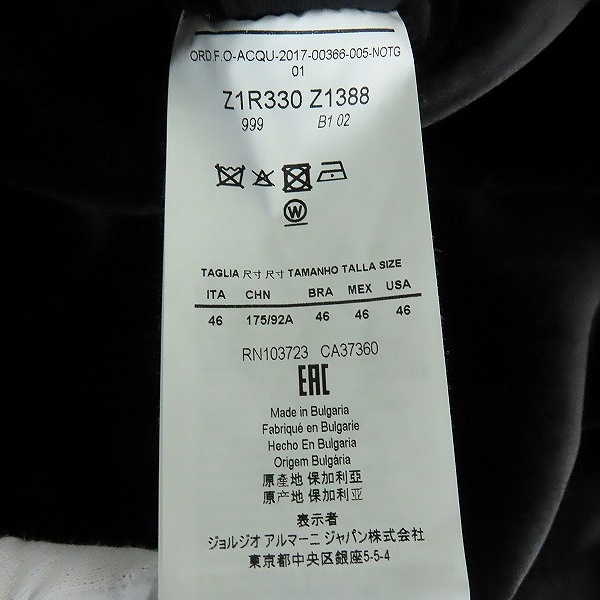 ORD.F.O-ACQU-2017-00366-005-NOTG
01
Z1R330 Z1388
999 B1 02
W
TAGLIA 尺寸 尺寸 TAMANHO TALLA SIZE
ITA CHN BRA MEX USA
46 175/92A 46 46 46
RN103723 CA37360
EAC
Made in Bulgaria
Fabriqué en Bulgarie
Hecho En Bulgaria
Origem Bulgária
原產地 保加利亞
原产地 保加利亚
表示者
ジョルジオ アルマーニ ジャパン株式会社
東京都中央区銀座5-5-4